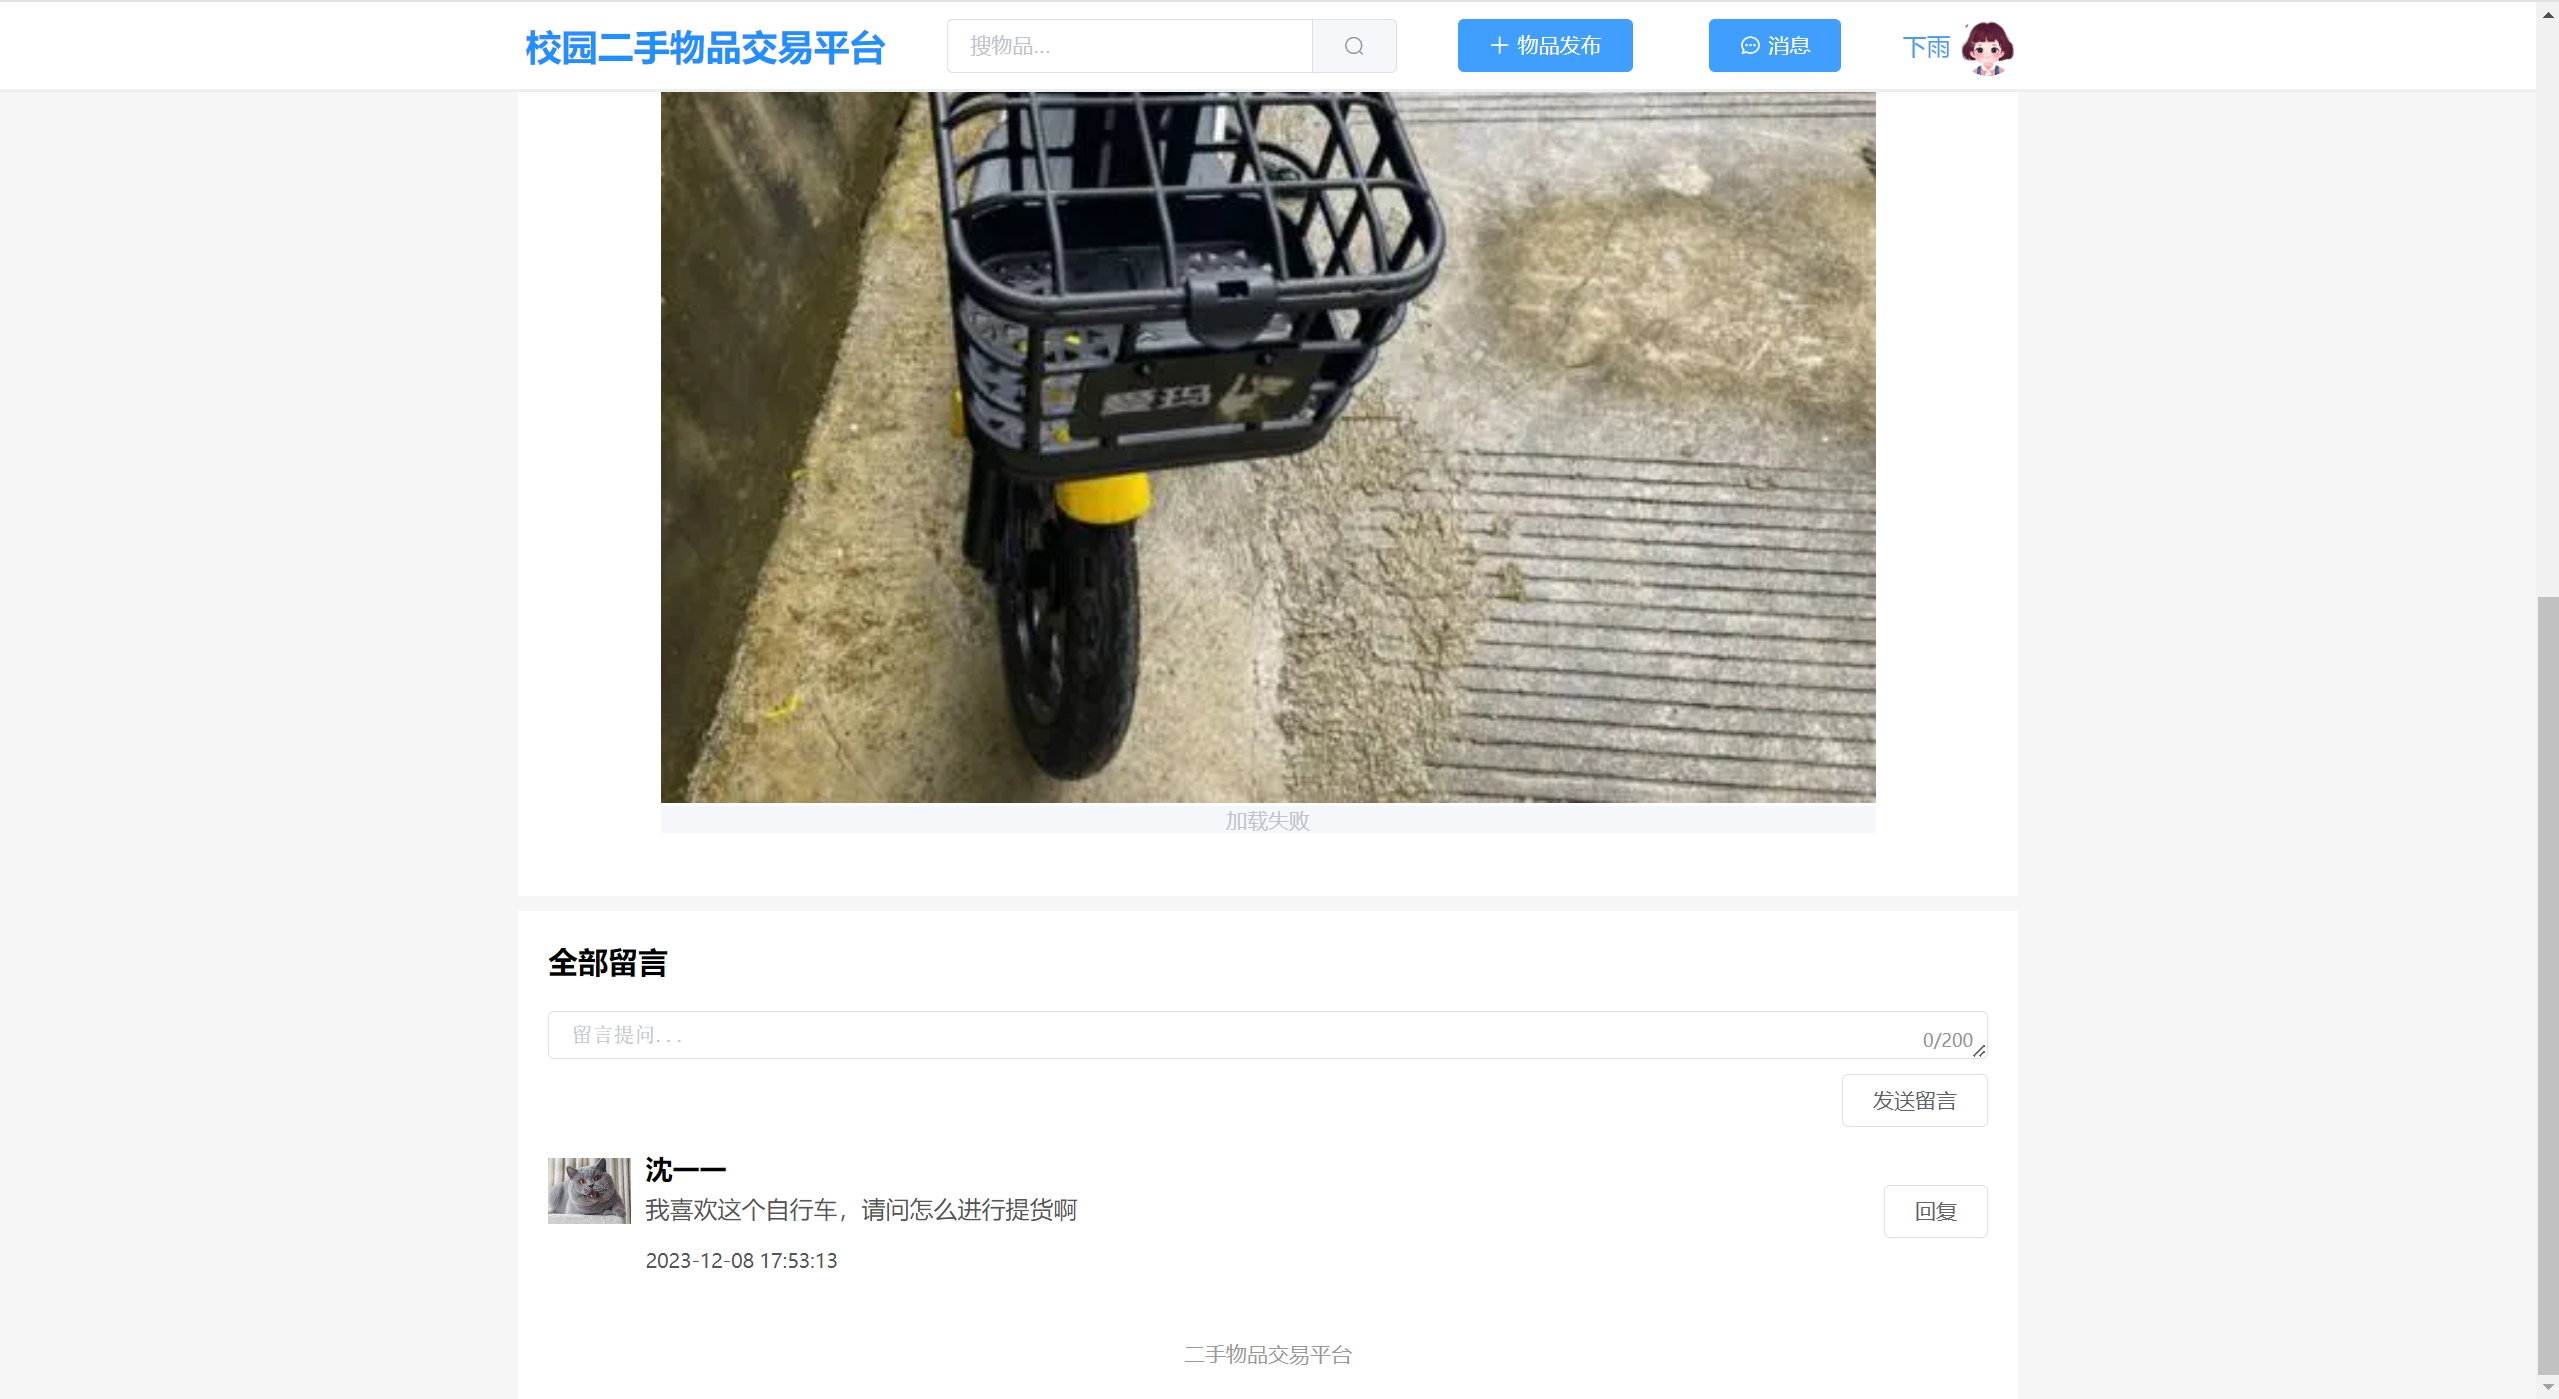 校园二手物品交易平台
搜物品...
物品发布
消息
下雨
爱玛
加载失败
全部留言
留言提问...
0/200
发送留言
沈一一
我喜欢这个自行车，请问怎么进行提货啊
回复
2023-12-08 17:53:13
二手物品交易平台